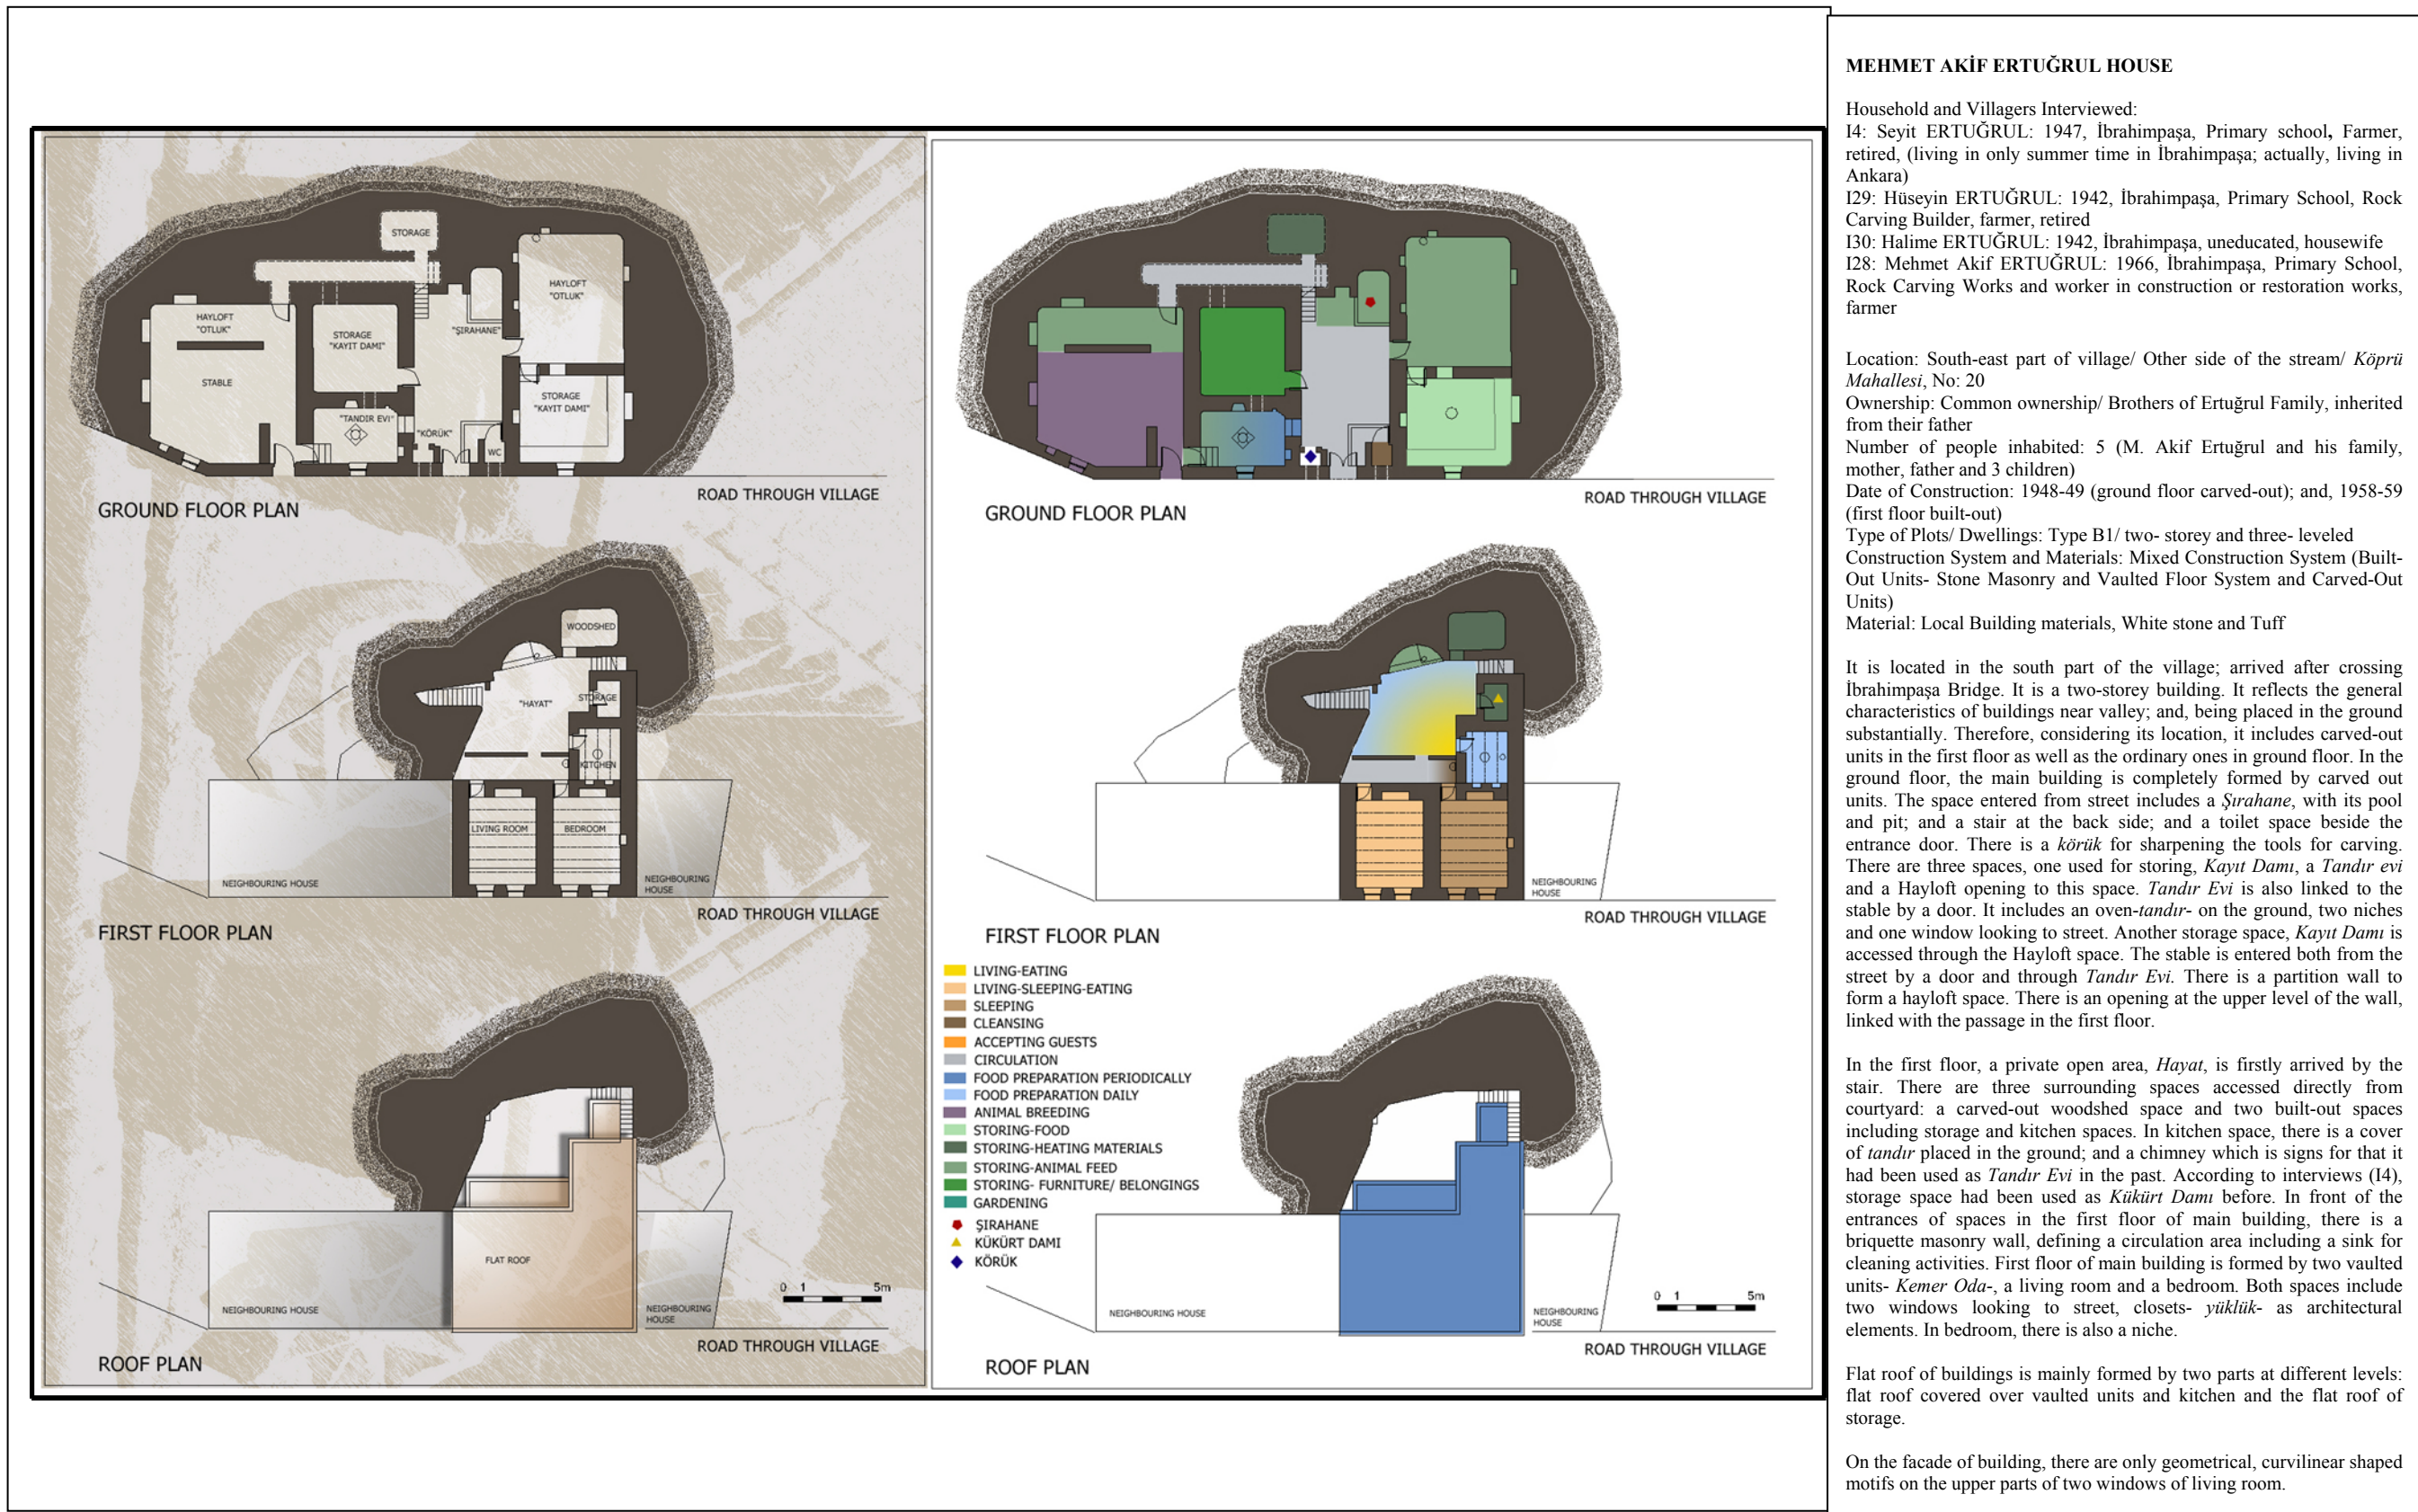 STORAGE
HAYLOFT
"OTLUK"
HAYLOFT
"OTLUK"
STORAGE
"KAYIT DAMI"
"ŞIRAHANE"
STABLE
STORAGE
"KAYIT DAMI"
"TANDIR EVI"
"KÖRÜK"
WC
ROAD THROUGH VILLAGE
GROUND FLOOR PLAN
WOODSHED
"HAYAT"
STORAGE
KITCHEN
LIVING ROOM
BEDROOM
NEIGHBOURING HOUSE
NEIGHBOURING
HOUSE
ROAD THROUGH VILLAGE
FIRST FLOOR PLAN
FLAT ROOF
0 1 5m
NEIGHBOURING HOUSE
NEIGHBOURING
HOUSE
ROAD THROUGH VILLAGE
ROOF PLAN
ROAD THROUGH VILLAGE
GROUND FLOOR PLAN
NEIGHBOURING
HOUSE
ROAD THROUGH VILLAGE
FIRST FLOOR PLAN
LIVING-EATING
LIVING-SLEEPING-EATING
SLEEPING
CLEANSING
ACCEPTING GUESTS
CIRCULATION
FOOD PREPARATION PERIODICALLY
FOOD PREPARATION DAILY
ANIMAL BREEDING
STORING-FOOD
STORING-HEATING MATERIALS
STORING-ANIMAL FEED
STORING- FURNITURE/ BELONGINGS
GARDENING
ŞIRAHANE
KÜKÜRT DAMI
KÖRÜK
0 1 5m
NEIGHBOURING HOUSE
NEIGHBOURING
HOUSE
ROAD THROUGH VILLAGE
ROOF PLAN
MEHMET AKİF ERTUĞRUL HOUSE
Household and Villagers Interviewed:
I4: Seyit ERTUĞRUL: 1947, İbrahimpaşa, Primary school, Farmer,
retired, (living in only summer time in İbrahimpaşa; actually, living in
Ankara)
I29: Hüseyin ERTUĞRUL: 1942, İbrahimpaşa, Primary School, Rock
Carving Builder, farmer, retired
I30: Halime ERTUĞRUL: 1942, İbrahimpaşa, uneducated, housewife
I28: Mehmet Akif ERTUĞRUL: 1966, İbrahimpaşa, Primary School,
Rock Carving Works and worker in construction or restoration works,
farmer
Location: South-east part of village/ Other side of the stream/ Köprü
Mahallesi, No: 20
Ownership: Common ownership/ Brothers of Ertuğrul Family, inherited
from their father
Number of people inhabited: 5 (M. Akif Ertuğrul and his family,
mother, father and 3 children)
Date of Construction: 1948-49 (ground floor carved-out); and, 1958-59
(first floor built-out)
Type of Plots/ Dwellings: Type B1/ two- storey and three- leveled
Construction System and Materials: Mixed Construction System (Built-
Out Units- Stone Masonry and Vaulted Floor System and Carved-Out
Units)
Material: Local Building materials, White stone and Tuff
It is located in the south part of the village; arrived after crossing
İbrahimpaşa Bridge. It is a two-storey building. It reflects the general
characteristics of buildings near valley; and, being placed in the ground
substantially. Therefore, considering its location, it includes carved-out
units in the first floor as well as the ordinary ones in ground floor. In the
ground floor, the main building is completely formed by carved out
units. The space entered from street includes a Şırahane, with its pool
and pit; and a stair at the back side; and a toilet space beside the
entrance door. There is a körük for sharpening the tools for carving.
There are three spaces, one used for storing, Kayıt Damı, a Tandır evi
and a Hayloft opening to this space. Tandır Evi is also linked to the
stable by a door. It includes an oven-tandır- on the ground, two niches
and one window looking to street. Another storage space, Kayıt Damı is
accessed through the Hayloft space. The stable is entered both from the
street by a door and through Tandır Evi. There is a partition wall to
form a hayloft space. There is an opening at the upper level of the wall,
linked with the passage in the first floor.
In the first floor, a private open area, Hayat, is firstly arrived by the
stair. There are three surrounding spaces accessed directly from
courtyard: a carved-out woodshed space and two built-out spaces
including storage and kitchen spaces. In kitchen space, there is a cover
of tandır placed in the ground; and a chimney which is signs for that it
had been used as Tandır Evi in the past. According to interviews (I4),
storage space had been used as Kükürt Damı before. In front of the
entrances of spaces in the first floor of main building, there is a
briquette masonry wall, defining a circulation area including a sink for
cleaning activities. First floor of main building is formed by two vaulted
units- Kemer Oda-, a living room and a bedroom. Both spaces include
two windows looking to street, closets- yüklük- as architectural
elements. In bedroom, there is also a niche.
Flat roof of buildings is mainly formed by two parts at different levels:
flat roof covered over vaulted units and kitchen and the flat roof of
storage.
On the facade of building, there are only geometrical, curvilinear shaped
motifs on the upper parts of two windows of living room.